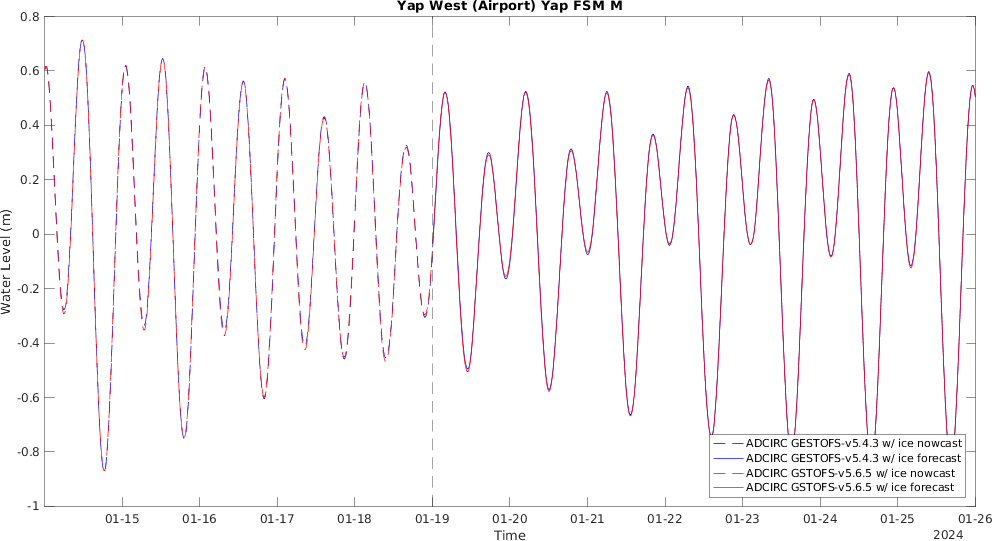 Yap West (Airport) Yap FSM M
0.8
0.6
0.4
0.2
0
-0.2
-0.4
-0.6
-0.8
-1
Water Level (m)
ADCIRC GESTOFS-v5.4.3 w/ ice nowcast
ADCIRC GESTOFS-v5.4.3 w/ ice forecast
ADCIRC GSTOFS-v5.6.5 w/ ice nowcast
ADCIRC GSTOFS-v5.6.5 w/ ice forecast
01-15 01-16 01-17 01-18 01-19 01-20 01-21 01-22 01-23 01-24 01-25 01-26
Time
2024